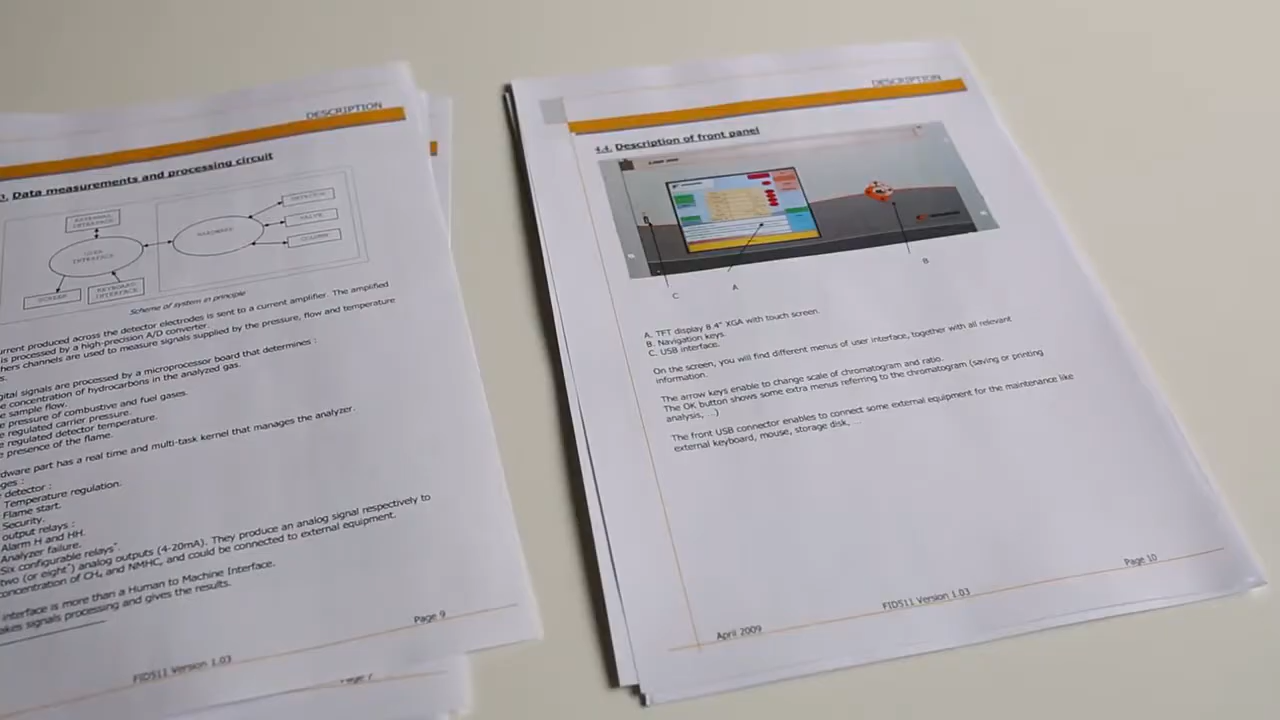 DESCRIPTION
Data measurements and processing circuit
EXTERNAL
INTERFACE
USER
INTERFACE
SCREEN
KEYBOARD
INTERFACE
HARDWARE
VALVE
COLUMN
Scheme of system in principle
current produced across the detector electrodes is sent to a current amplifier. The amplified
is processed by a high-precision A/D converter.
channels are used to measure signals supplied by the pressure, flow and temperature
signals are processed by a microprocessor board that determines :
concentration of hydrocarbons in the analyzed gas.
sample flow.
pressure of combustive and fuel gases.
regulated carrier pressure.
regulated detector temperature.
presence of the flame.
part has a real time and multi-task kernel that manages the analyzer.
detector :
Temperature regulation.
Flame start.
Security.
output relays :
Alarm H and HH.
Analyzer failure.
Six configurable relays*.
two (or eight*) analog outputs (4-20mA). They produce an analog signal respectively to
concentration of CH4 and NMHC, and could be connected to external equipment.
interface is more than a Human to Machine Interface.
signals processing and gives the results.
FID511 Version 1.03
Page 9
DESCRIPTION
4.4. Description of front panel
C
A
B
A. TFT display 8.4" XGA with touch screen.
B. Navigation keys.
C. USB interface.
On the screen, you will find different menus of user interface, together with all relevant
information.
The arrow keys enable to change scale of chromatogram and ratio.
The OK button shows some extra menus referring to the chromatogram (saving or printing
analysis, …)
The front USB connector enables to connect some external equipment for the maintenance like
external keyboard, mouse, storage disk, …
April 2009
FID511 Version 1.03
Page 10